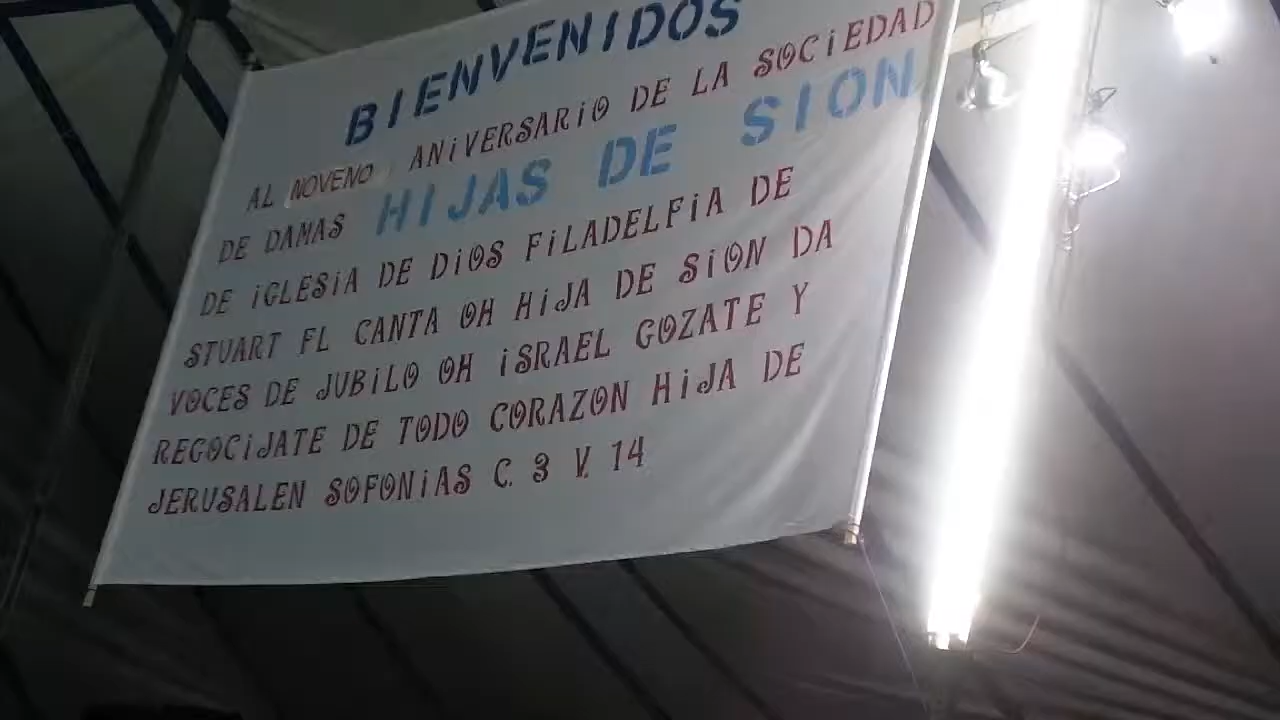 BIENVENIDOS
AL NOVENO ANiVERSARiO DE LA SOCiEDAD
DE DAMAS HIJAS DE SION
DE iGLESiA DE DiOS FiLADELFiA DE
STUART FL CANTA OH HiJA DE SiON DA
VOCES DE JUBiLO OH iSRAEL GOZATE Y
REGOCiJATE DE TODO CORAZON HiJA DE
JERUSALEN SOFONiAS C. 3 V. 14